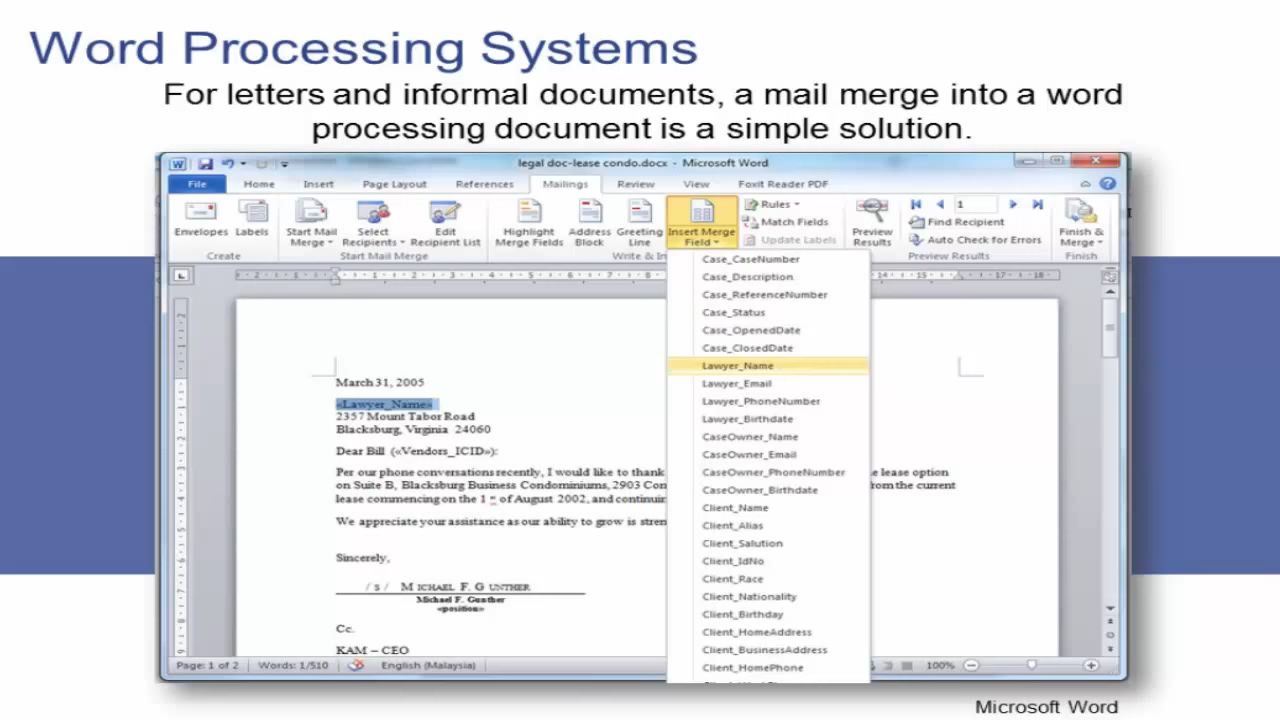 Word Processing Systems
For letters and informal documents, a mail merge into a word
processing document is a simple solution.
legal doc-lease condo.docx - Microsoft Word
File Home Insert Page Layout References Mailings Review View Foxit Reader PDF
Envelopes Labels Start Mail Merge Select Recipients Edit Recipient List Highlight Merge Fields Address Block Greeting Line Insert Merge Field Rules Match Fields Update Labels Preview Results 1 Find Recipient Auto Check for Errors Finish & Merge
Create Start Mail Merge Write & In Preview Results Finish
Case_CaseNumber
Case_Description
Case_ReferenceNumber
Case_Status
Case_OpenedDate
Case_ClosedDate
Lawyer_Name
Lawyer_Email
Lawyer_PhoneNumber
Lawyer_Birthdate
CaseOwner_Name
CaseOwner_Email
CaseOwner_PhoneNumber
CaseOwner_Birthdate
Client_Name
Client_Alias
Client_Salution
Client_IdNo
Client_Race
Client_Nationality
Client_Birthday
Client_HomeAddress
Client_BusinessAddress
Client_HomePhone
March 31, 2005
«Lawyer_Name»
2357 Mount Tabor Road
Blacksburg, Virginia 24060
Dear Bill («Vendors_ICID»):
Per our phone conversations recently, I would like to thank e lease option
on Suite B, Blacksburg Business Condominiums, 2903 Con from the current
lease commencing on the 1 st of August 2002, and continuin
We appreciate your assistance as our ability to grow is stren
Sincerely,
/ S / MICHAEL F. GUNTHER
Michael F. Gunther
«position»
Cc.
KAM – CEO
Page: 1 of 2 Words: 1/510 English (Malaysia) 100%
Microsoft Word